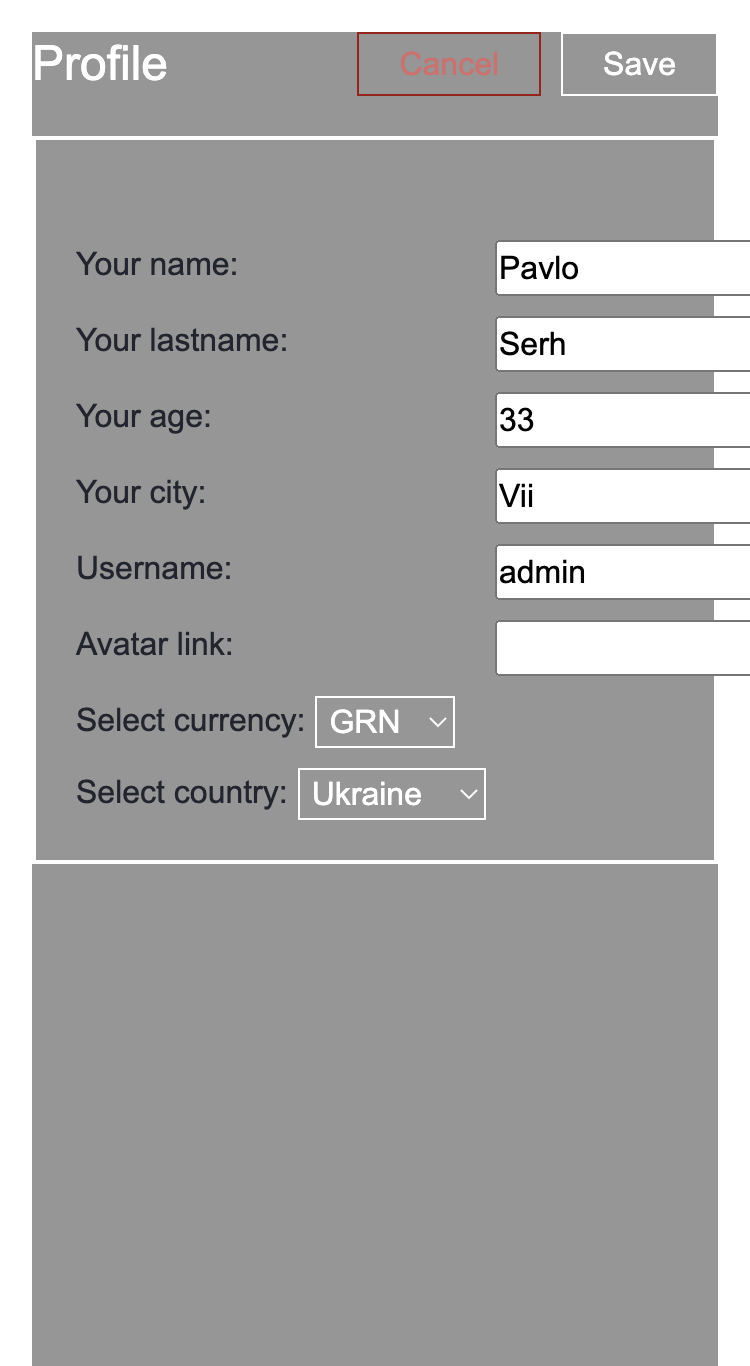 Profile Cancel Save
Your name: Pavlo
Your lastname: Serh
Your age: 33
Your city: Vii
Username: admin
Avatar link:
Select currency: GRN
Select country: Ukraine